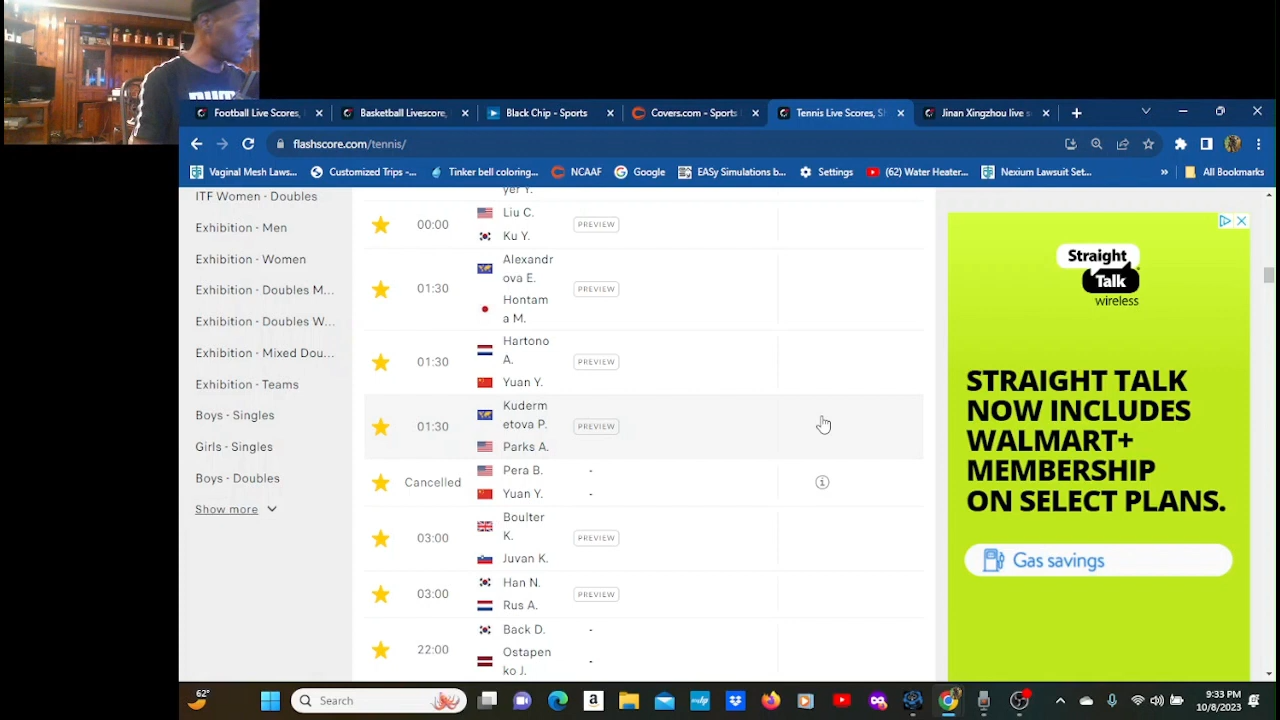 Football Live Scores,
Basketball Livescore,
Black Chip - Sports
Covers.com - Sports
Tennis Live Scores, S
Jinan Xingzhou live s
flashscore.com/tennis/
Vaginal Mesh Laws...
Customized Trips -...
Tinker bell coloring...
NCAAF
Google
EASy Simulations b...
Settings
(62) Water Heater...
Nexium Lawsuit Set...
»
All Bookmarks
ITF Women - Doubles
Exhibition - Men
Exhibition - Women
Exhibition - Doubles M...
Exhibition - Doubles W...
Exhibition - Mixed Dou...
Exhibition - Teams
Boys - Singles
Girls - Singles
Boys - Doubles
Show more
yer Y.
00:00
Liu C.
Ku Y.
PREVIEW
01:30
Alexandr
ova E.
Hontam
a M.
PREVIEW
01:30
Hartono
A.
Yuan Y.
PREVIEW
01:30
Kuderm
etova P.
Parks A.
PREVIEW
Cancelled
Pera B.
-
Yuan Y.
-
03:00
Boulter
K.
Juvan K.
PREVIEW
03:00
Han N.
Rus A.
PREVIEW
22:00
Back D.
-
Ostapen
ko J.
-
Straight
Talk
wireless
STRAIGHT TALK
NOW INCLUDES
WALMART+
MEMBERSHIP
ON SELECT PLANS.
Gas savings
62°
Search
9:33 PM
10/8/2023